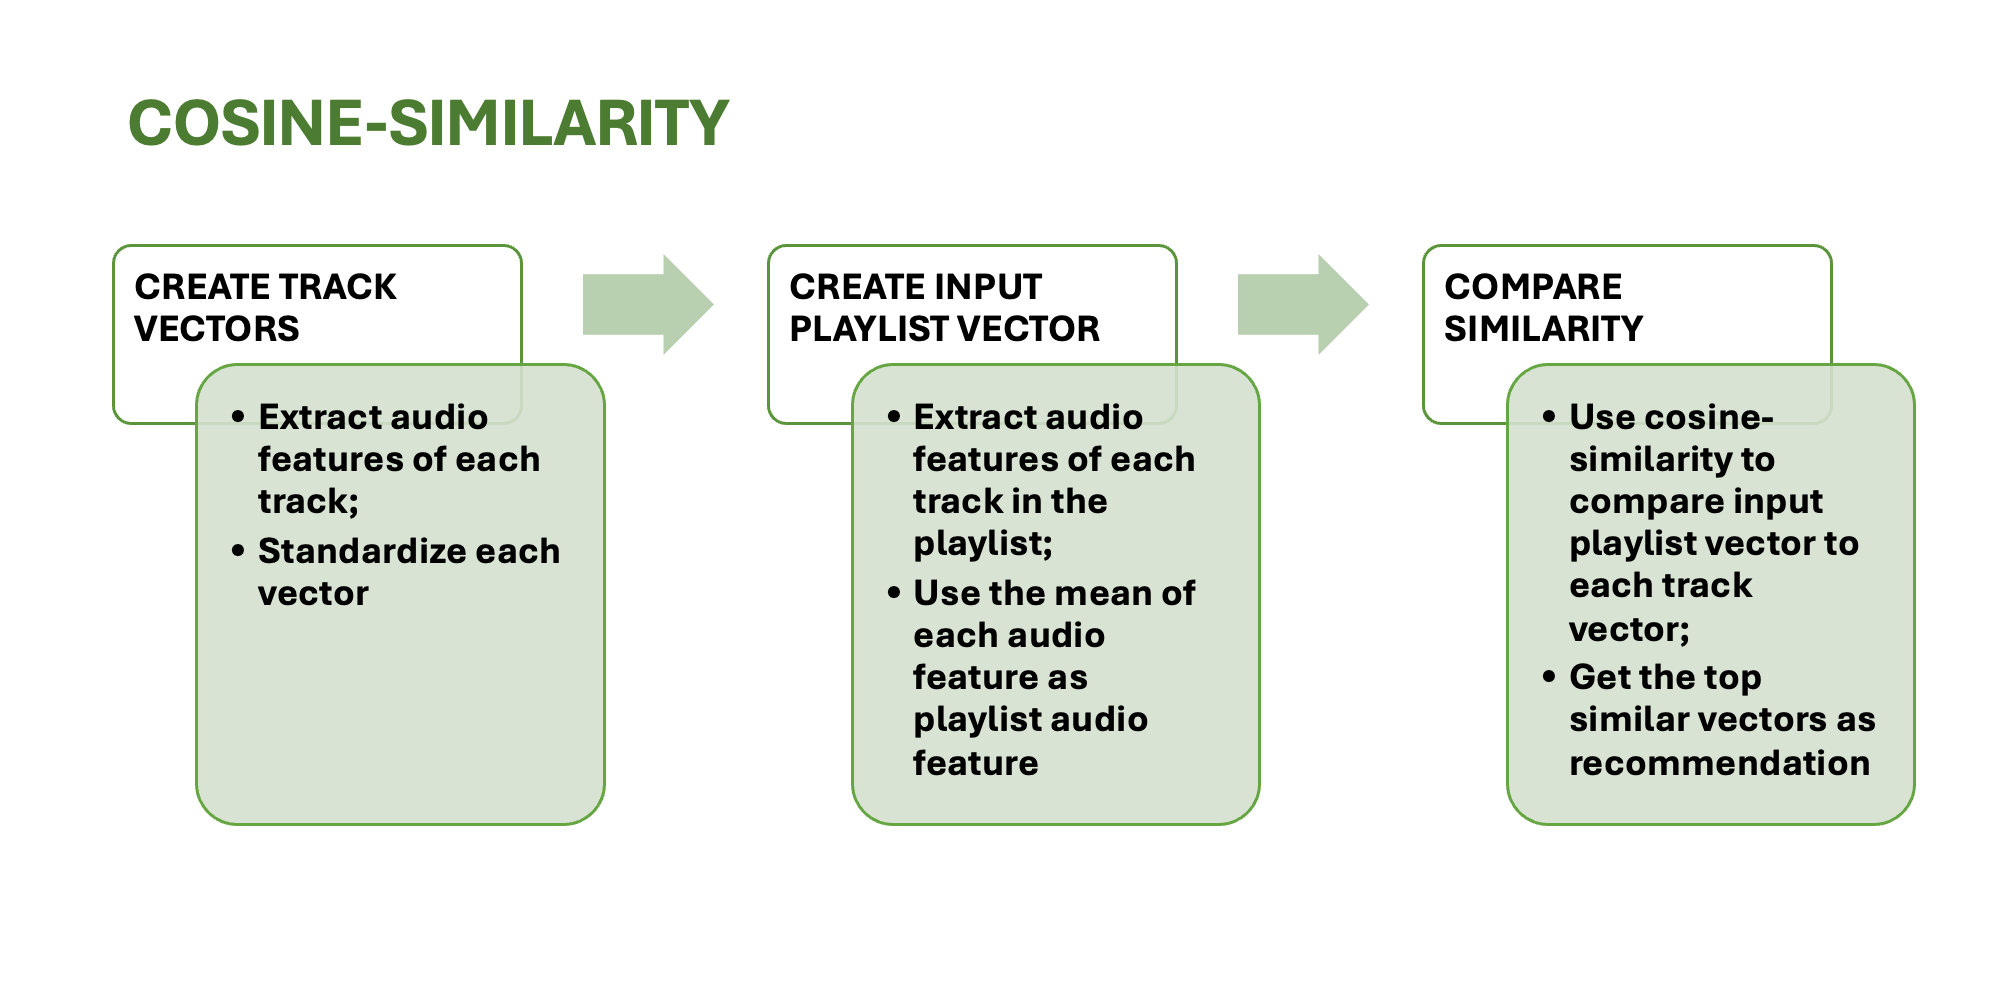 COSINE-SIMILARITY
CREATE TRACK
VECTORS
• Extract audio
features of each
track;
• Standardize each
vector
CREATE INPUT
PLAYLIST VECTOR
• Extract audio
features of each
track in the
playlist;
• Use the mean of
each audio
feature as
playlist audio
feature
COMPARE
SIMILARITY
• Use cosine-
similarity to
compare input
playlist vector to
each track
vector;
• Get the top
similar vectors as
recommendation